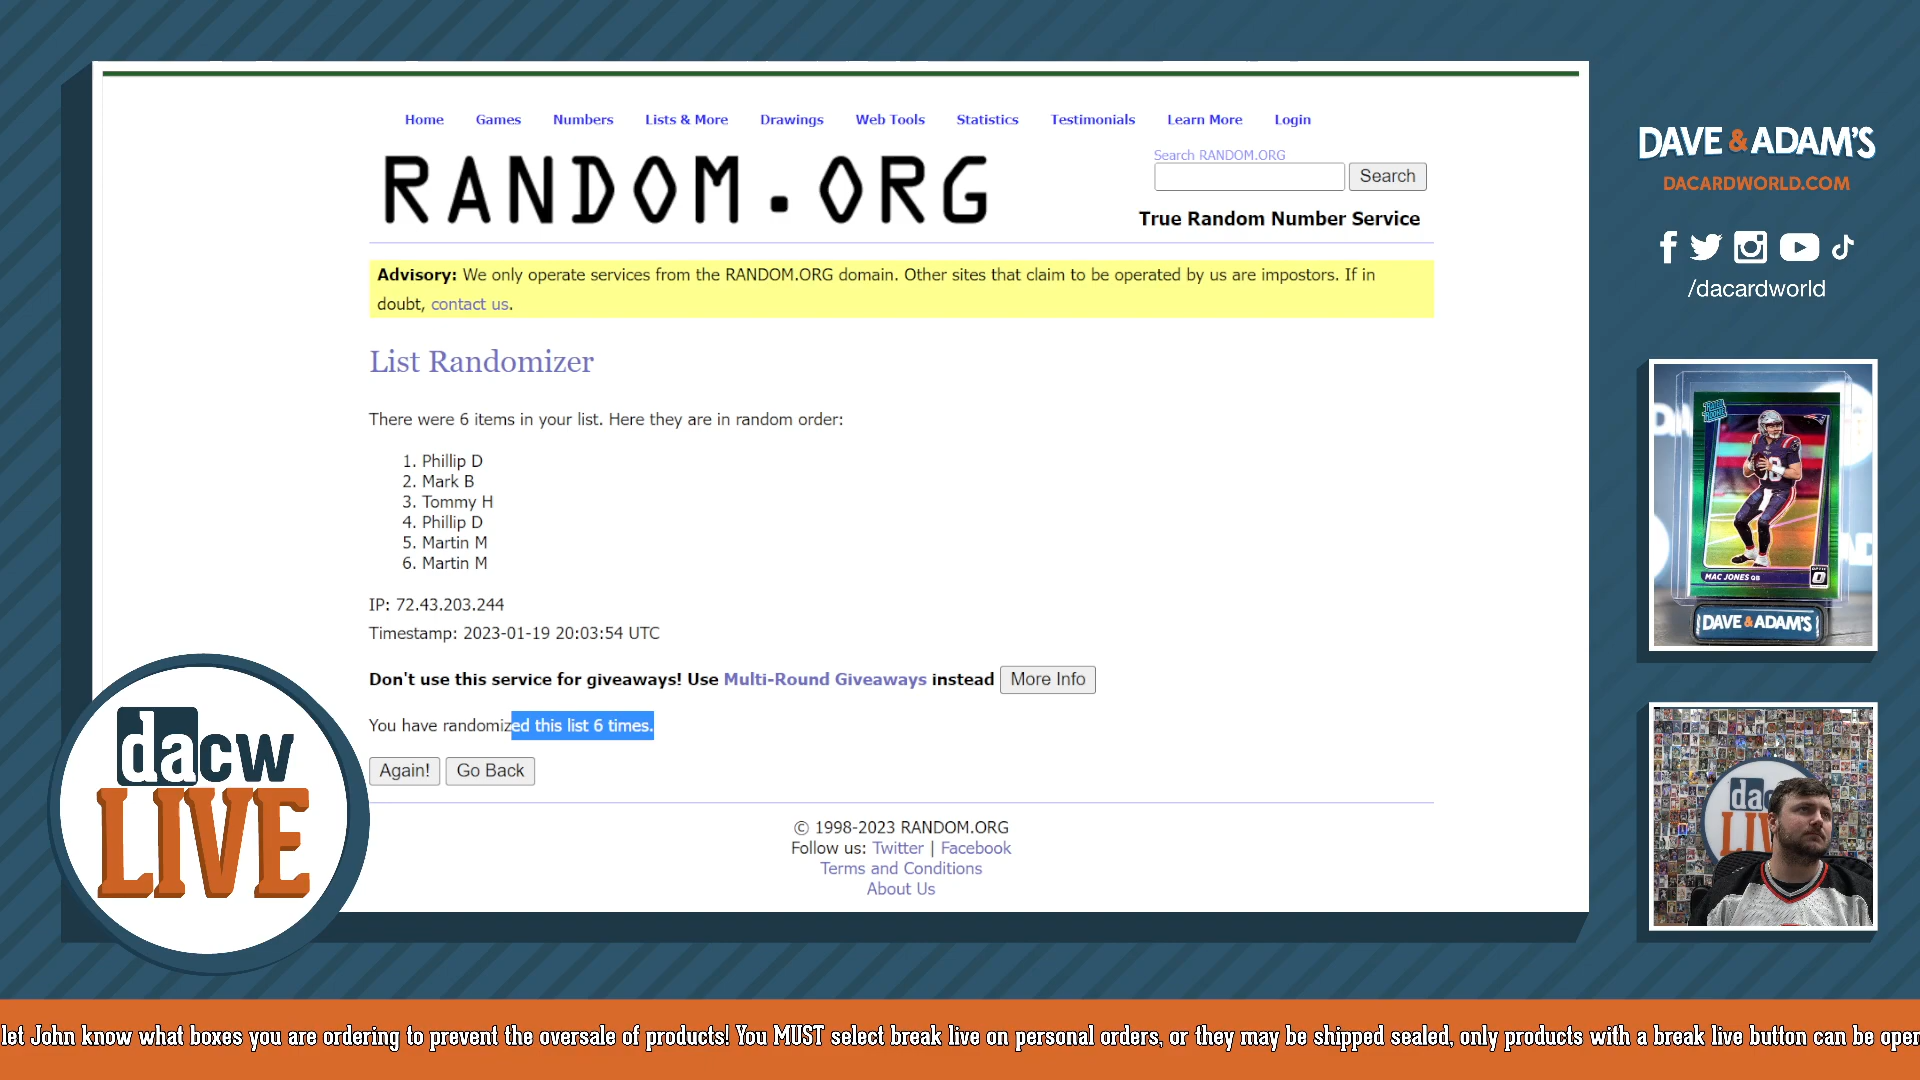 Home Games Numbers Lists & More Drawings Web Tools Statistics Testimonials Learn More Login
RANDOM.ORG
Search RANDOM.ORG
Search
True Random Number Service
Advisory: We only operate services from the RANDOM.ORG domain. Other sites that claim to be operated by us are impostors. If in
doubt, contact us.
List Randomizer
There were 6 items in your list. Here they are in random order:
1. Phillip D
2. Mark B
3. Tommy H
4. Phillip D
5. Martin M
6. Martin M
IP: 72.43.203.244
Timestamp: 2023-01-19 20:03:54 UTC
Don't use this service for giveaways! Use Multi-Round Giveaways instead More Info
You have randomized this list 6 times.
Again! Go Back
© 1998-2023 RANDOM.ORG
Follow us: Twitter | Facebook
Terms and Conditions
About Us
dacw
LIVE
DAVE & ADAM'S
DACARDWORLD.COM
/dacardworld
MAC JONES QB
OPTIC
DAVE & ADAM'S
let John know what boxes you are ordering to prevent the oversale of products! You MUST select break live on personal orders, or they may be shipped sealed, only products with a break live button can be open